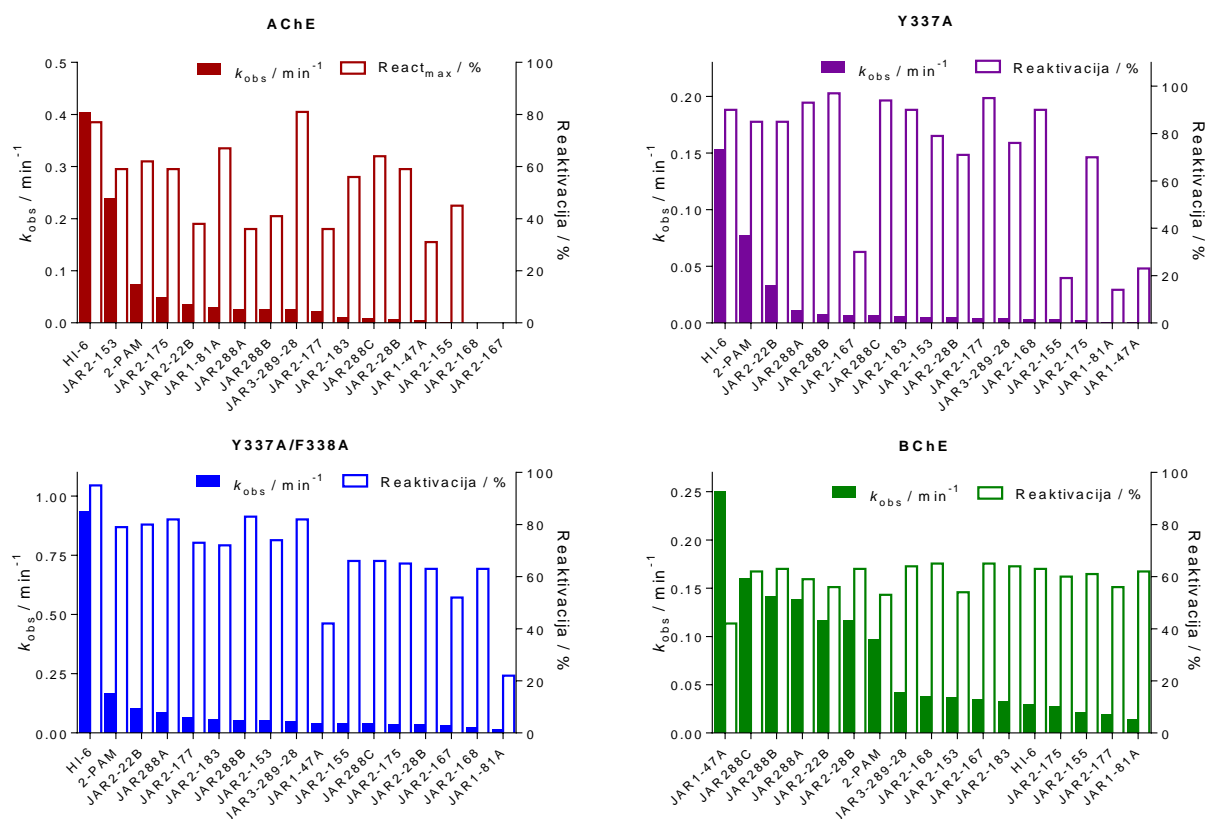 AChE
k obs / min-1
React max / %
0.5
0.4
0.3
0.2
0.1
0.0
k obs / min-1
100
80
60
40
20
0
Reaktivacija / %
HI-6
JAR2-153
2-PAM
JAR2-175
JAR2-22B
JAR1-81A
JAR288A
JAR288B
JAR3-289-28
JAR2-177
JAR2-183
JAR288C
JAR2-28B
JAR1-47A
JAR2-155
JAR2-168
JAR2-167
Y337A
k obs / min-1
Reaktivacija / %
0.20
0.15
0.10
0.05
0.00
k obs / min-1
100
80
60
40
20
0
Reaktivacija / %
HI-6
2-PAM
JAR2-22B
JAR288A
JAR288B
JAR2-167
JAR288C
JAR2-183
JAR2-153
JAR2-28B
JAR2-177
JAR3-289-28
JAR2-168
JAR2-155
JAR2-175
JAR1-81A
JAR1-47A
Y337A/F338A
k obs / min-1
Reaktivacija / %
1.00
0.75
0.50
0.25
0.00
k obs / min-1
100
80
60
40
20
0
Reaktivacija / %
HI-6
2-PAM
JAR2-22B
JAR288A
JAR2-177
JAR2-183
JAR288B
JAR2-153
JAR3-289-28
JAR1-47A
JAR2-155
JAR288C
JAR2-175
JAR2-28B
JAR2-167
JAR2-168
JAR1-81A
BChE
k obs / min-1
Reaktivacija / %
0.25
0.20
0.15
0.10
0.05
0.00
k obs / min-1
100
80
60
40
20
0
Reaktivacija / %
JAR1-47A
JAR288C
JAR288B
JAR288A
JAR2-22B
JAR2-28B
2-PAM
JAR3-289-28
JAR2-168
JAR2-153
JAR2-167
JAR2-183
HI-6
JAR2-175
JAR2-155
JAR2-177
JAR1-81A